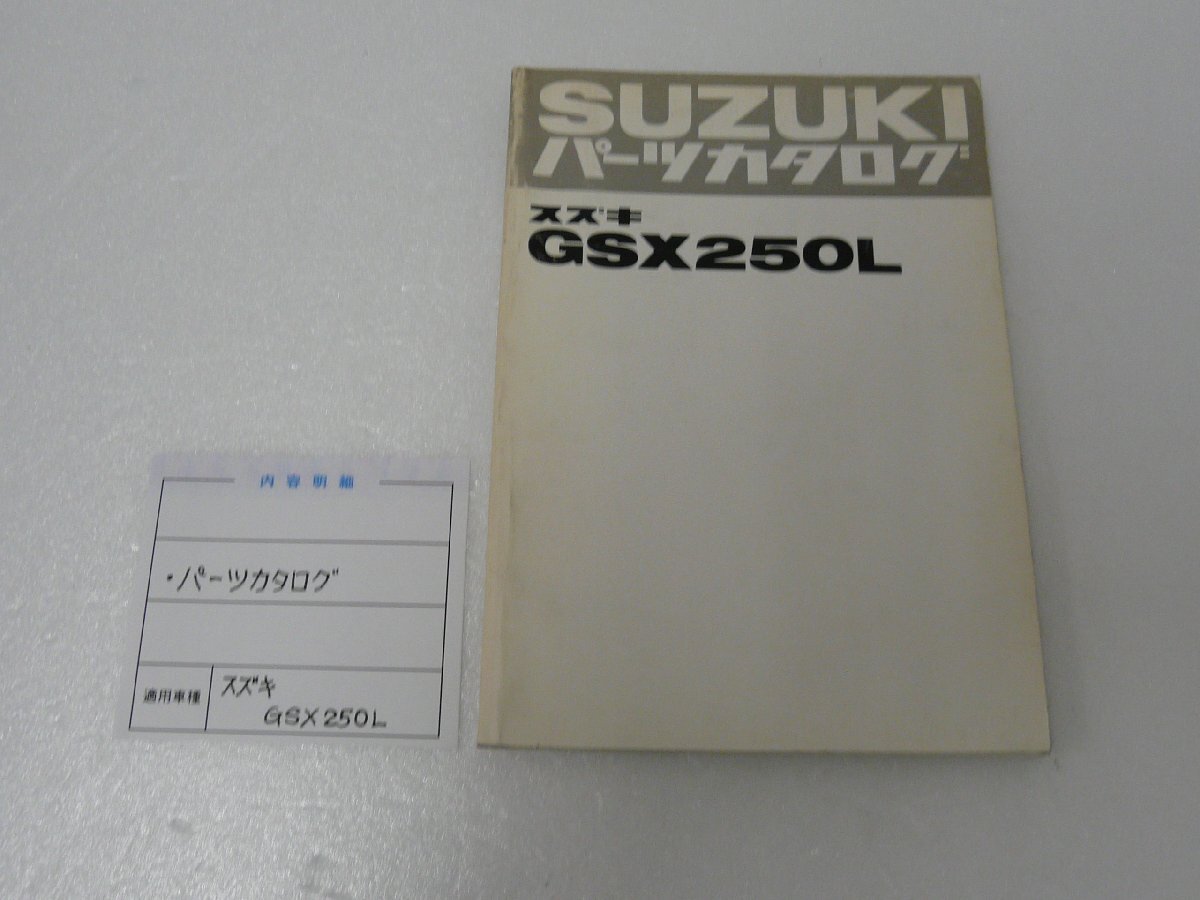 SUZUKI
パーツカタログ
スズキ
GSX250L
内容明細
・パーツカタログ
適用車種
スズキ
GSX250L